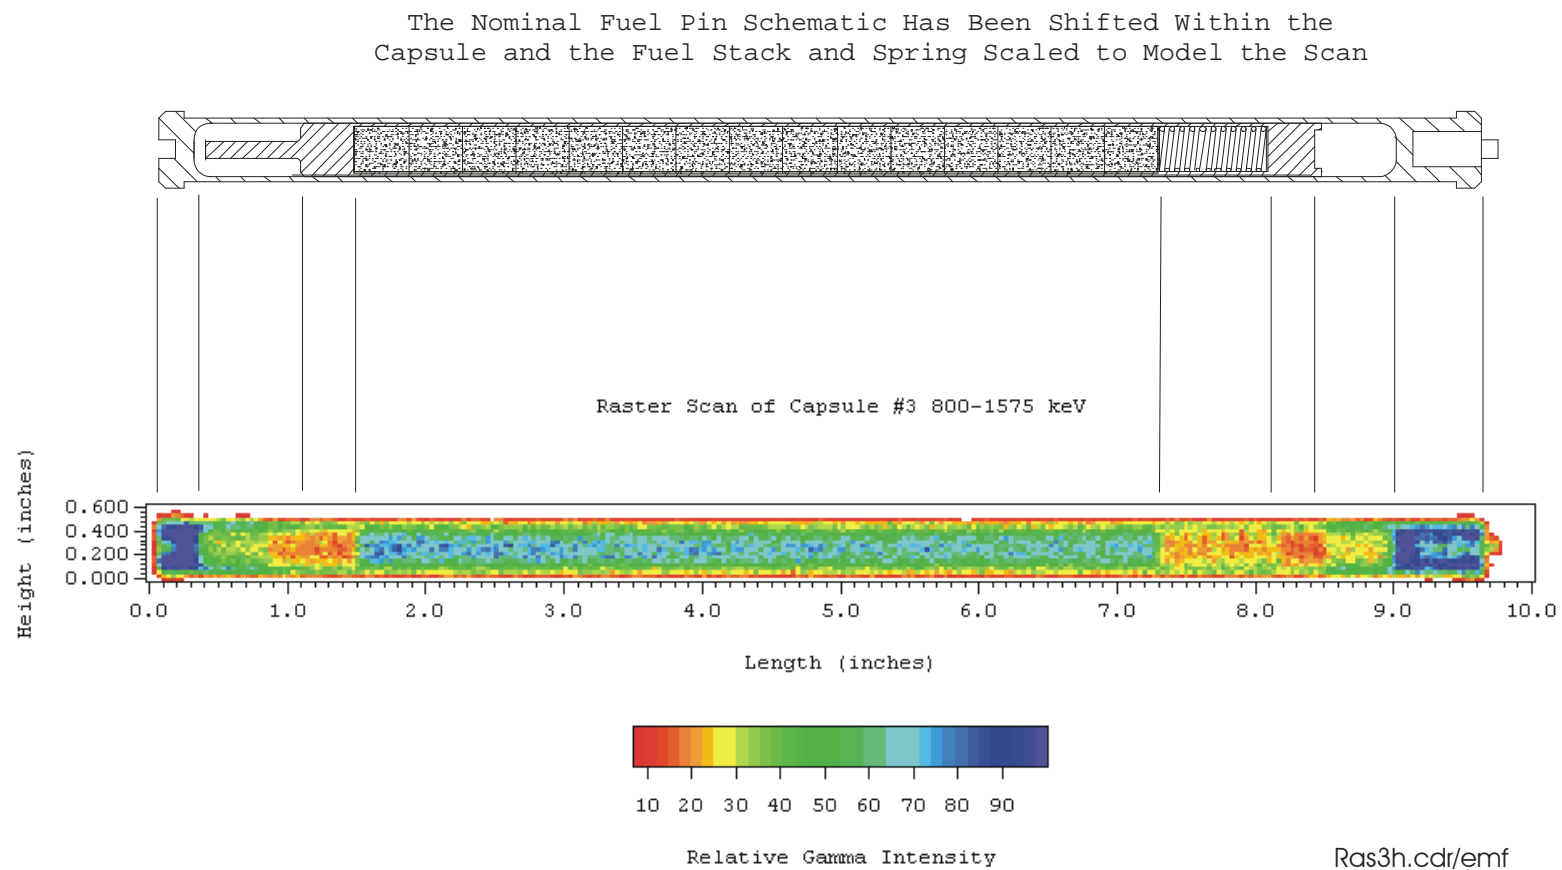 The Nominal Fuel Pin Schematic Has Been Shifted Within the
Capsule and the Fuel Stack and Spring Scaled to Model the Scan
Raster Scan of Capsule #3 800-1575 keV
Height (inches)
0.600
0.400
0.200
0.000
0.0 1.0 2.0 3.0 4.0 5.0 6.0 7.0 8.0 9.0 10.0
Length (inches)
10 20 30 40 50 60 70 80 90
Relative Gamma Intensity
Ras3h.cdr/emf